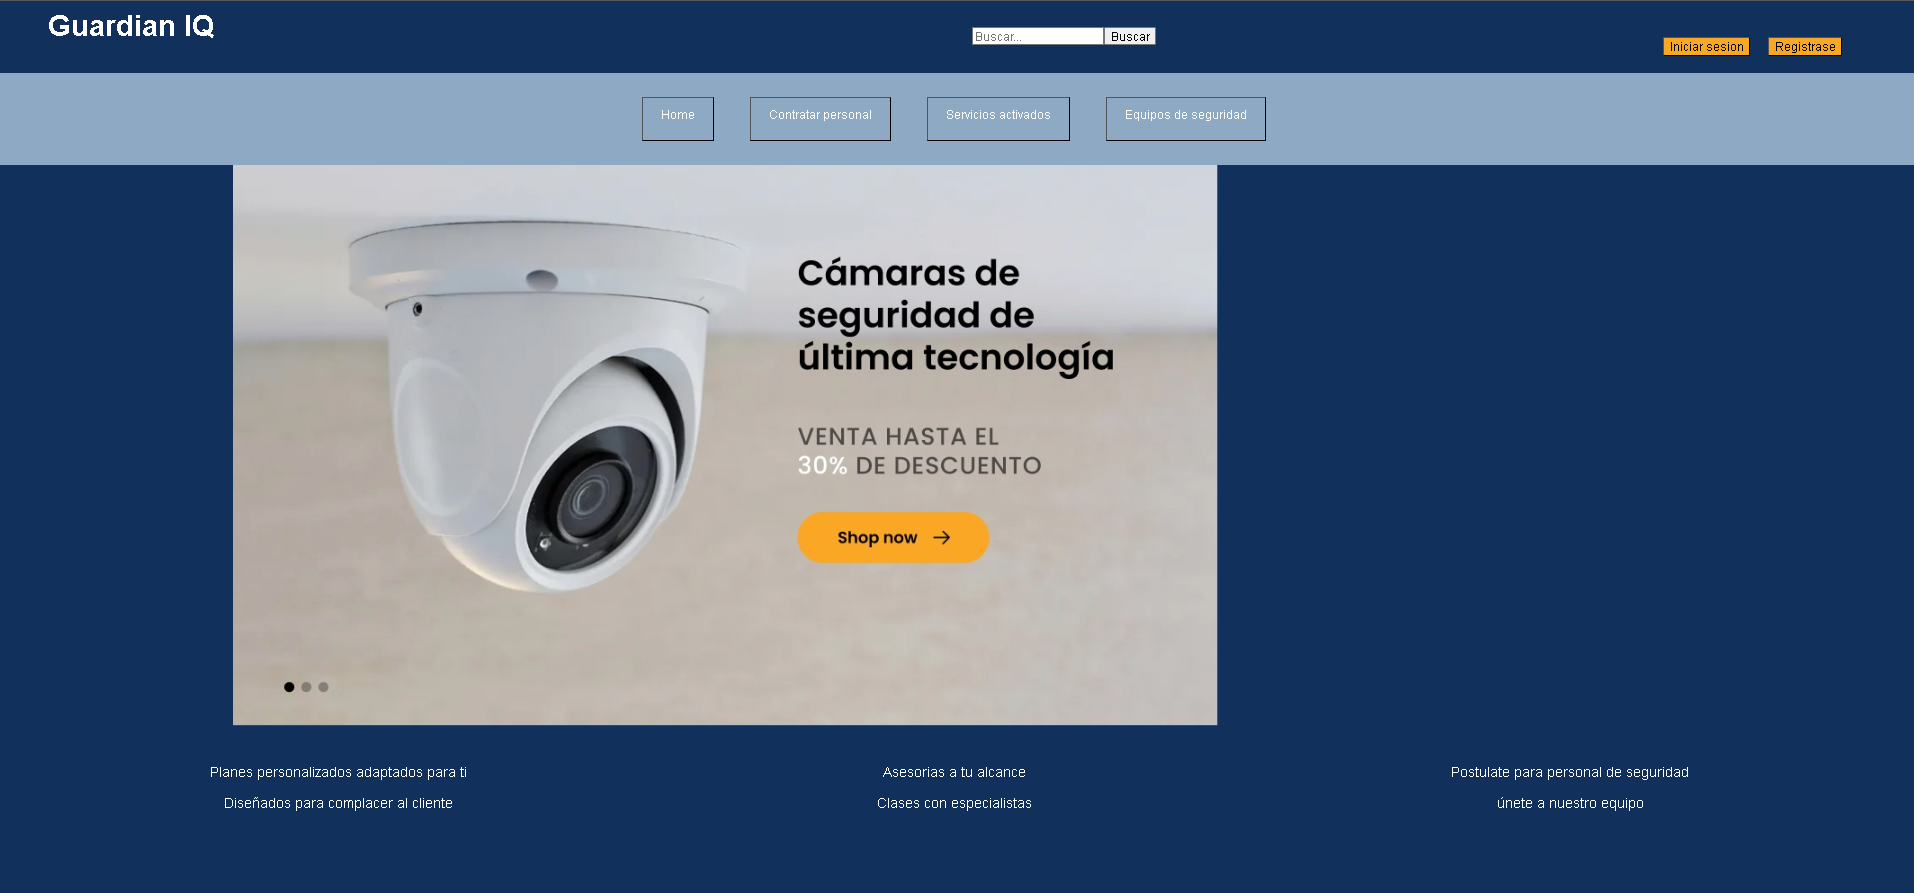 Guardian IQ
Buscar...
Buscar
Iniciar sesion
Registrase
Home
Contratar personal
Servicios activados
Equipos de seguridad
Cámaras de
seguridad de
última tecnología
VENTA HASTA EL
30% DE DESCUENTO
Shop now →
Planes personalizados adaptados para ti
Diseñados para complacer al cliente
Asesorias a tu alcance
Clases con especialistas
Postulate para personal de seguridad
únete a nuestro equipo